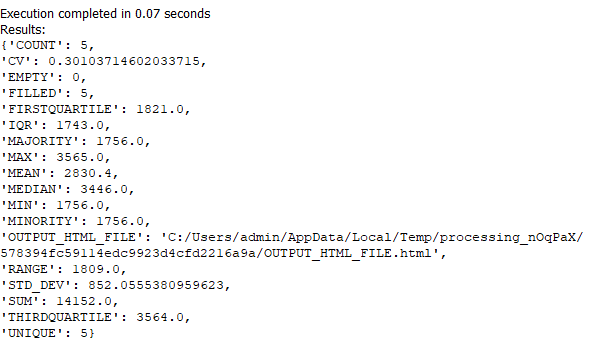 Execution completed in 0.07 seconds
Results:
{'COUNT': 5,
'CV': 0.30103714602033715,
'EMPTY': 0,
'FILLED': 5,
'FIRSTQUARTILE': 1821.0,
'IQR': 1743.0,
'MAJORITY': 1756.0,
'MAX': 3565.0,
'MEAN': 2830.4,
'MEDIAN': 3446.0,
'MIN': 1756.0,
'MINORITY': 1756.0,
'OUTPUT_HTML_FILE': 'C:/Users/admin/AppData/Local/Temp/processing_nOqPaX/
578394fc59114edc9923d4cfd2216a9a/OUTPUT_HTML_FILE.html',
'RANGE': 1809.0,
'STD_DEV': 852.0555380959623,
'SUM': 14152.0,
'THIRDQUARTILE': 3564.0,
'UNIQUE': 5}